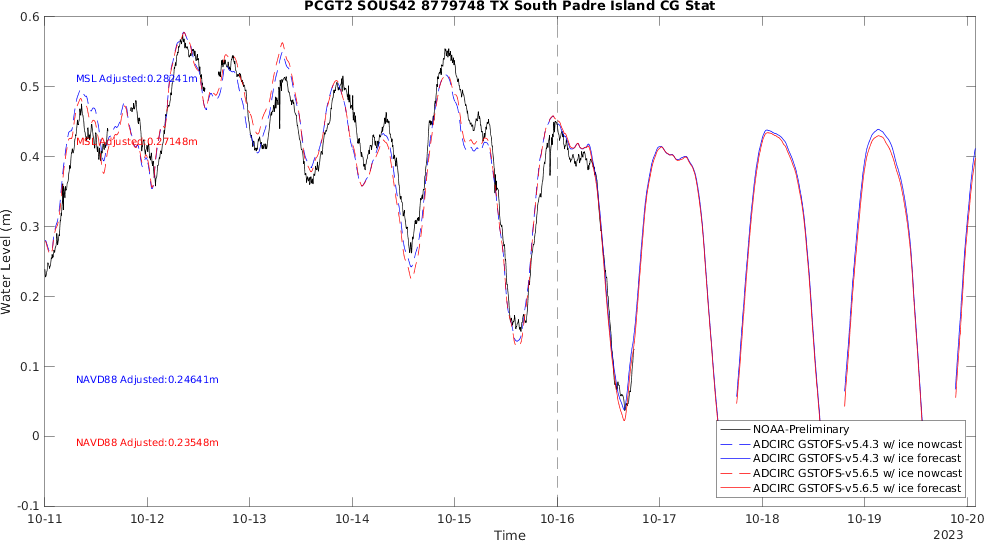 PCGT2 SOUS42 8779748 TX South Padre Island CG Stat
0.6
0.5
0.4
0.3
0.2
0.1
0
-0.1
Water Level (m)
MSL Adjusted:0.28241m
MSL Adjusted:0.27148m
NAVD88 Adjusted:0.24641m
NAVD88 Adjusted:0.23548m
NOAA-Preliminary
ADCIRC GSTOFS-v5.4.3 w/ ice nowcast
ADCIRC GSTOFS-v5.4.3 w/ ice forecast
ADCIRC GSTOFS-v5.6.5 w/ ice nowcast
ADCIRC GSTOFS-v5.6.5 w/ ice forecast
10-11 10-12 10-13 10-14 10-15 10-16 10-17 10-18 10-19 10-20
Time
2023